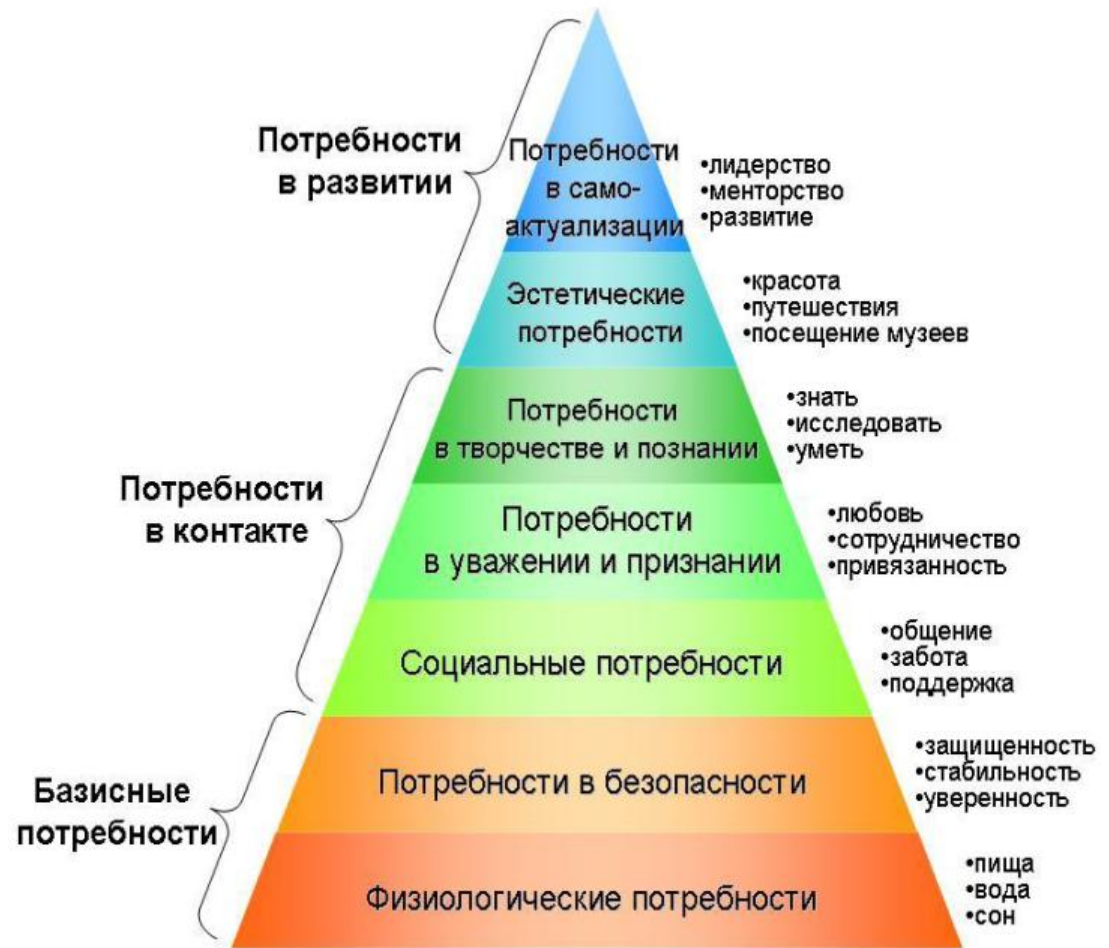 Потребности
в развитии
Потребности
в само-
актуализации
•лидерство
•менторство
•развитие
Эстетические
потребности
•красота
•путешествия
•посещение музеев
Потребности
в контакте
Потребности
в творчестве и познании
•знать
•исследовать
•уметь
Потребности
в уважении и признании
•любовь
•сотрудничество
•привязанность
Социальные потребности
•общение
•забота
•поддержка
Базисные
потребности
Потребности в безопасности
•защищенность
•стабильность
•уверенность
Физиологические потребности
•пища
•вода
•сон